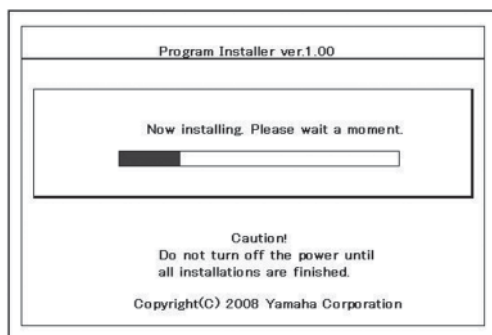 Program Installer ver.1.00
Now installing. Please wait a moment.
Caution!
Do not turn off the power until
all installations are finished.
Copyright(C) 2008 Yamaha Corporation